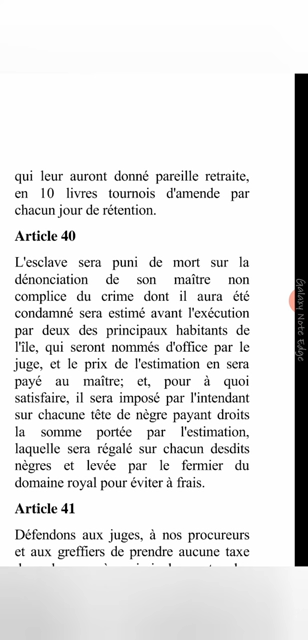 qui leur auront donné pareille retraite,
en 10 livres tournois d'amende par
chacun jour de rétention.
Article 40
L'esclave sera puni de mort sur la
dénonciation de son maître non
complice du crime dont il aura été
condamné sera estimé avant l'exécution
par deux des principaux habitants de
l'île, qui seront nommés d'office par le
juge, et le prix de l'estimation en sera
payé au maître; et, pour à quoi
satisfaire, il sera imposé par l'intendant
sur chacune tête de nègre payant droits
la somme portée par l'estimation,
laquelle sera régalé sur chacun desdits
nègres et levée par le fermier du
domaine royal pour éviter à frais.
Article 41
Défendons aux juges, à nos procureurs
et aux greffiers de prendre aucune taxe
Galaxy Note Edge